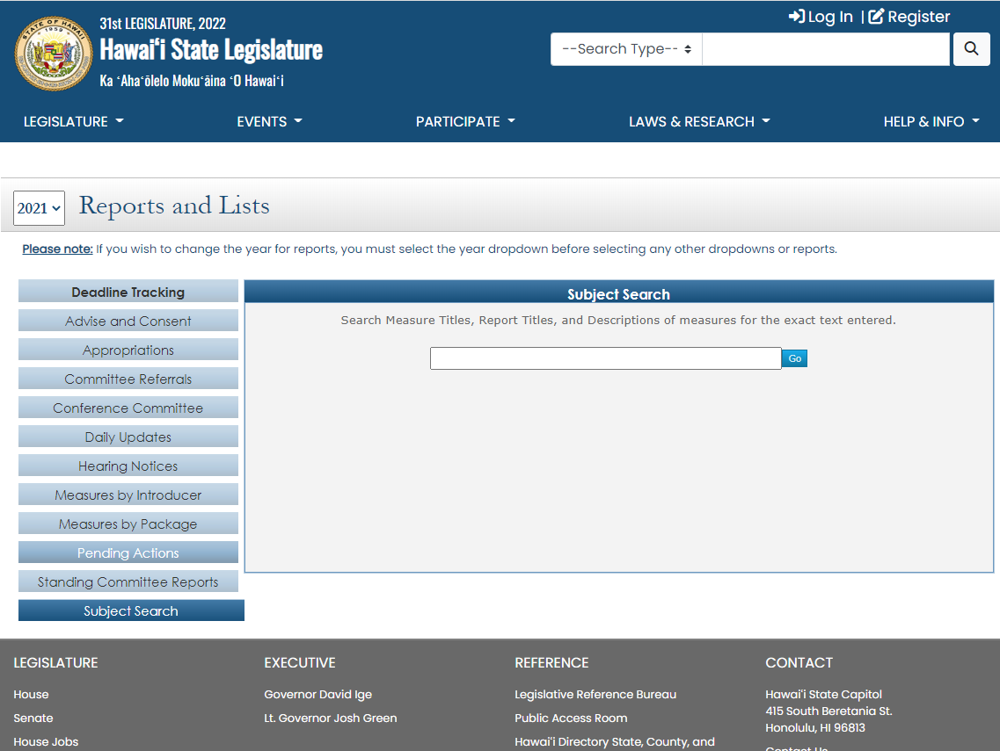 31st LEGISLATURE, 2022
Hawai‘i State Legislature
Ka ‘Aha‘ōlelo Moku‘āina ‘O Hawai‘i
STATE OF HAWAII
1959
Log In | Register
--Search Type--
LEGISLATURE
EVENTS
PARTICIPATE
LAWS & RESEARCH
HELP & INFO
2021
Reports and Lists
Please note: If you wish to change the year for reports, you must select the year dropdown before selecting any other dropdowns or reports.
Deadline Tracking
Advise and Consent
Appropriations
Committee Referrals
Conference Committee
Daily Updates
Hearing Notices
Measures by Introducer
Measures by Package
Pending Actions
Standing Committee Reports
Subject Search
Subject Search
Search Measure Titles, Report Titles, and Descriptions of measures for the exact text entered.
Go
LEGISLATURE
House
Senate
House Jobs
EXECUTIVE
Governor David Ige
Lt. Governor Josh Green
REFERENCE
Legislative Reference Bureau
Public Access Room
Hawai'i Directory State, County, and
CONTACT
Hawai'i State Capitol
415 South Beretania St.
Honolulu, HI 96813
Contact Us